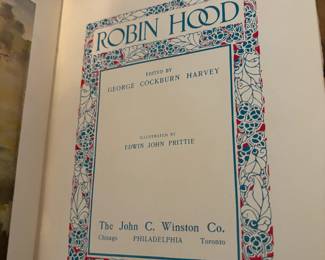 ROBIN HOOD
EDITED BY
GEORGE COCKBURN HARVEY
ILLUSTRATED BY
EDWIN JOHN PRITTIE
The John C. Winston Co.
Chicago PHILADELPHIA Toronto